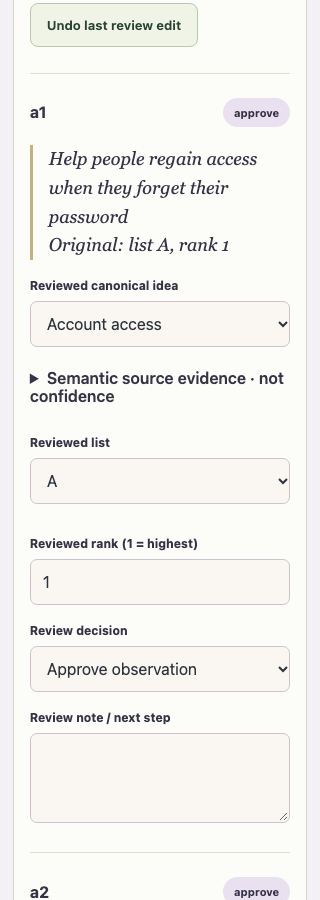 Undo last review edit
a1
approve
Help people regain access
when they forget their
password
Original: list A, rank 1
Reviewed canonical idea
Account access
Semantic source evidence · not
confidence
Reviewed list
A
Reviewed rank (1 = highest)
1
Review decision
Approve observation
Review note / next step
a2
approve